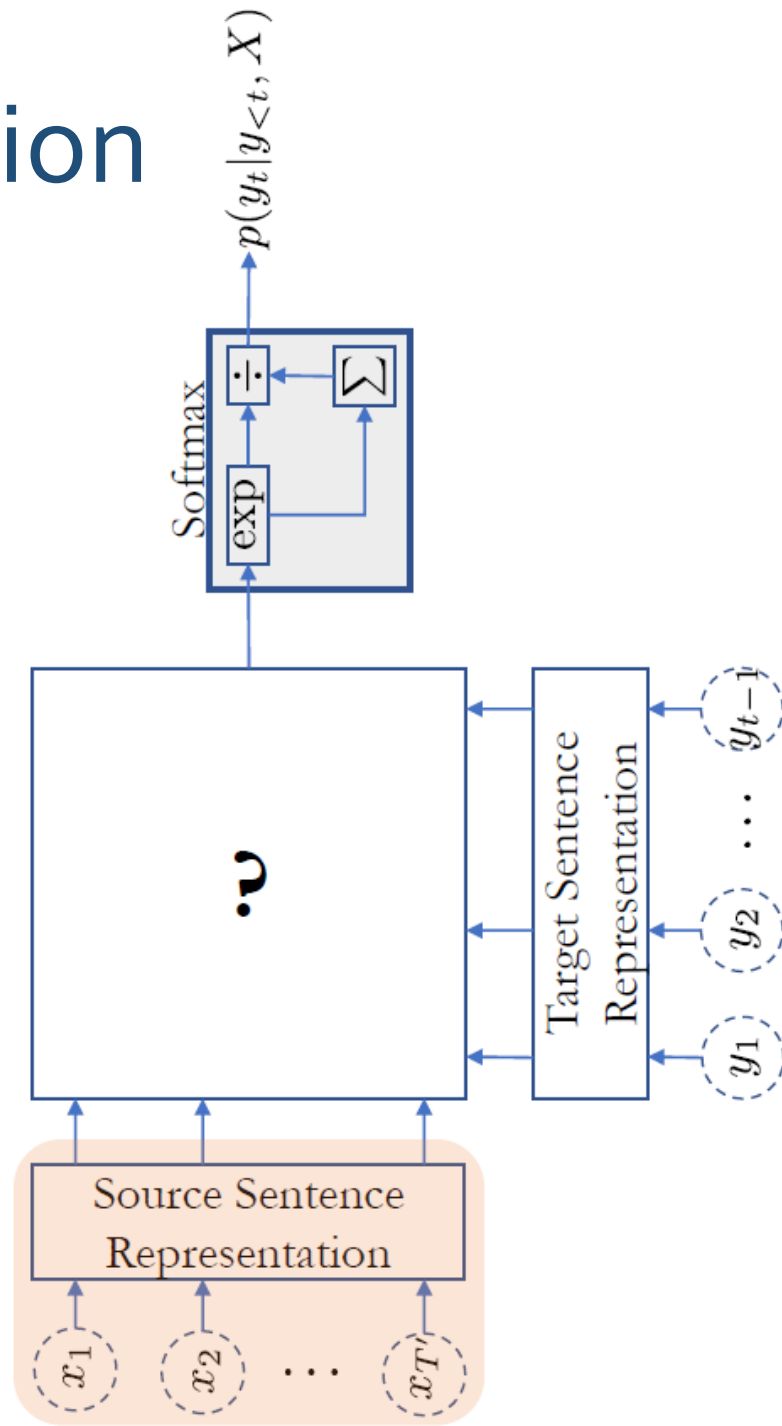 ion
p(y_t|y_{<t}, X)
Softmax
exp
÷
Σ
?
Target Sentence
Representation
y_1
y_2
⋯
y_{t-1}
Source Sentence
Representation
x_1
x_2
⋯
x_{T'}